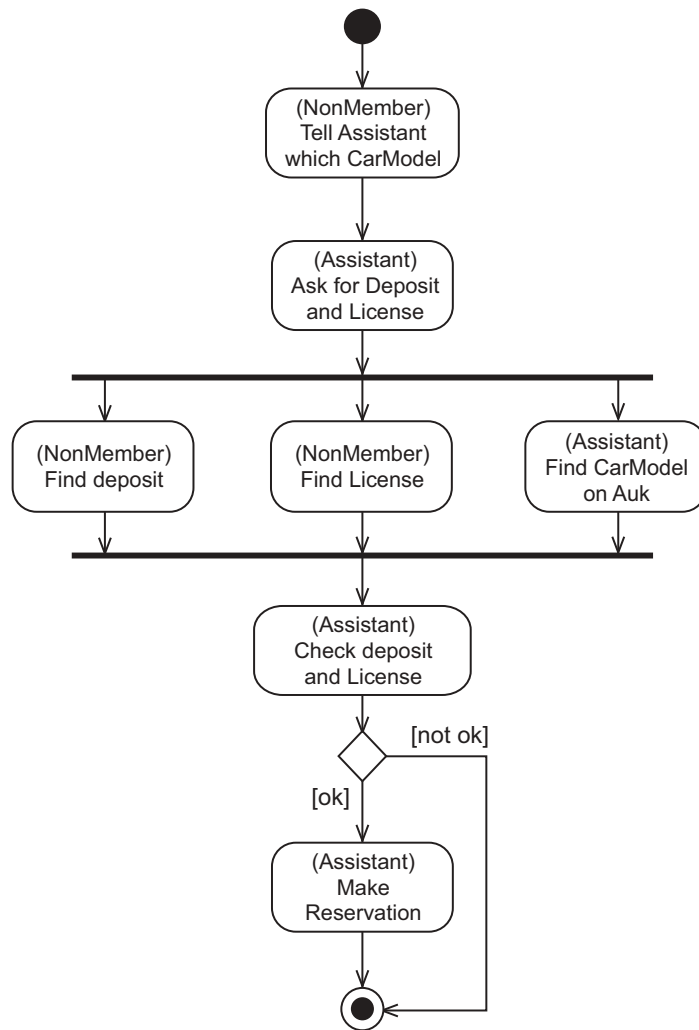 (NonMember)
Tell Assistant
which CarModel
(Assistant)
Ask for Deposit
and License
(NonMember)
Find deposit
(NonMember)
Find License
(Assistant)
Find CarModel
on Auk
(Assistant)
Check deposit
and License
[not ok]
[ok]
(Assistant)
Make
Reservation